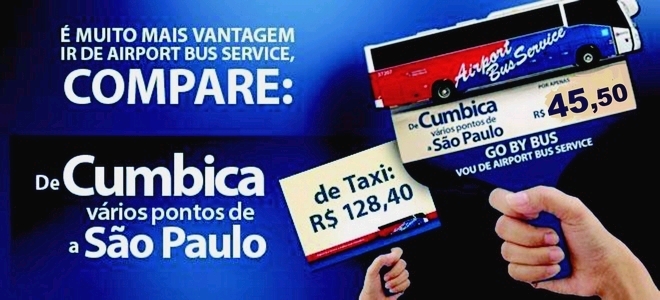 É MUITO MAIS VANTAGEM
IR DE AIRPORT BUS SERVICE,
COMPARE:
De Cumbica
vários pontos de
a São Paulo
de Taxi:
R$ 128,40
Airport
Bus Service
POR APENAS
De Cumbica
vários pontos de
a São Paulo
R$ 45,50
GO BY BUS
VOU DE AIRPORT BUS SERVICE